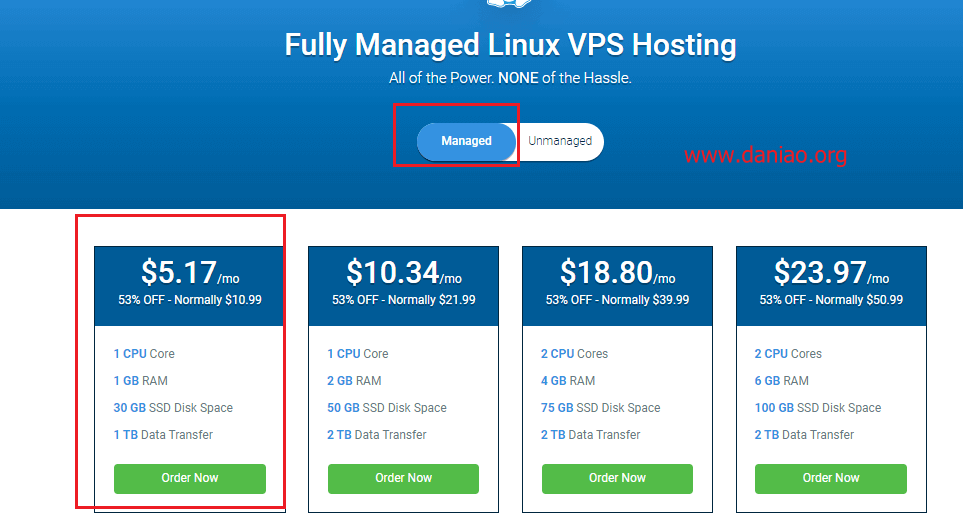 Fully Managed Linux VPS Hosting
All of the Power. NONE of the Hassle.
Managed
Unmanaged
www.daniao.org
$5.17/mo
53% OFF - Normally $10.99
1 CPU Core
1 GB RAM
30 GB SSD Disk Space
1 TB Data Transfer
Order Now
$10.34/mo
53% OFF - Normally $21.99
1 CPU Core
2 GB RAM
50 GB SSD Disk Space
2 TB Data Transfer
Order Now
$18.80/mo
53% OFF - Normally $39.99
2 CPU Cores
4 GB RAM
75 GB SSD Disk Space
2 TB Data Transfer
Order Now
$23.97/mo
53% OFF - Normally $50.99
2 CPU Cores
6 GB RAM
100 GB SSD Disk Space
2 TB Data Transfer
Order Now